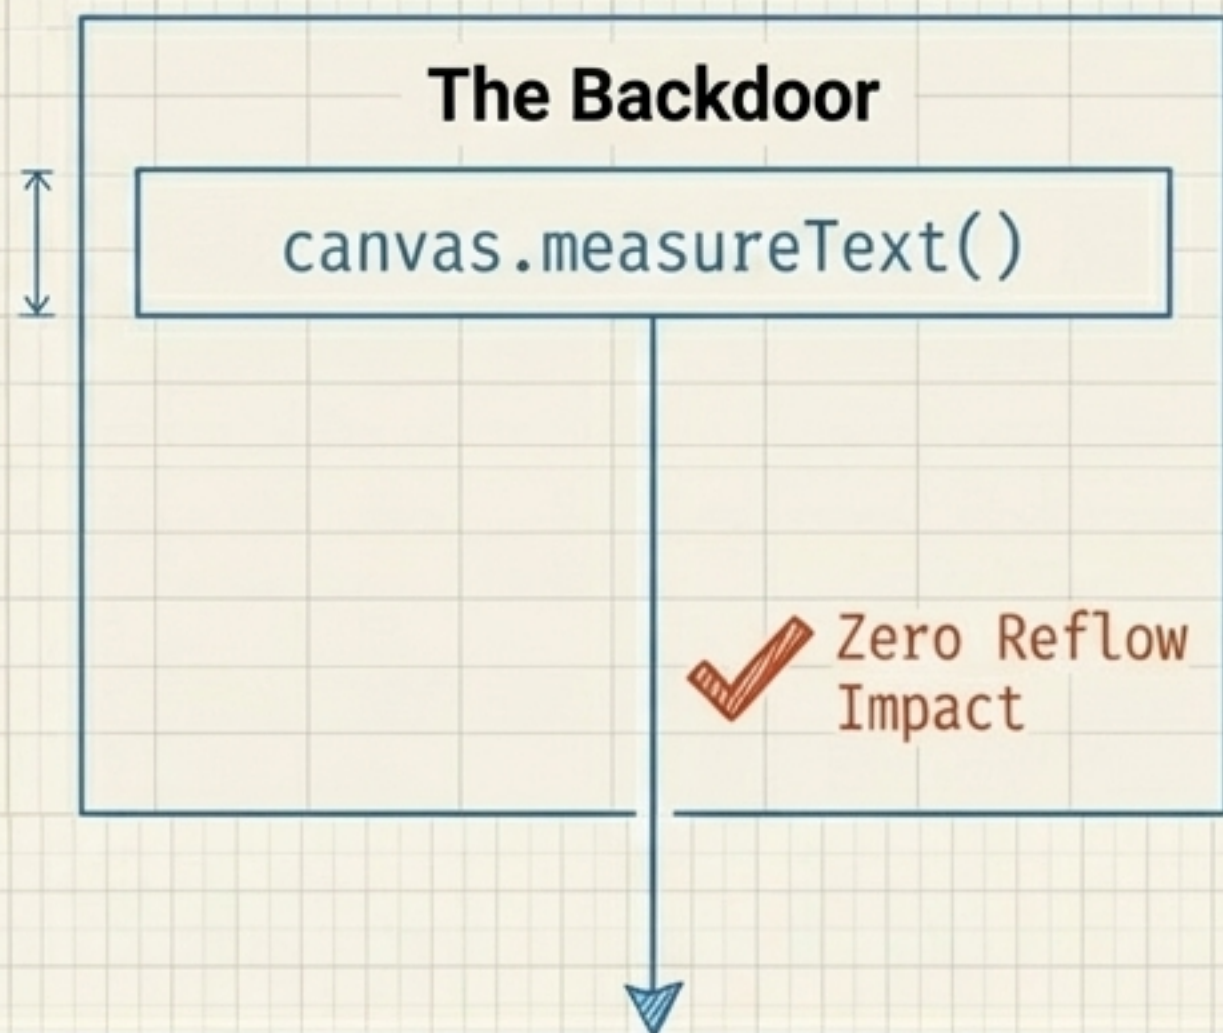 The Backdoor
canvas.measureText()
Zero Reflow
Impact